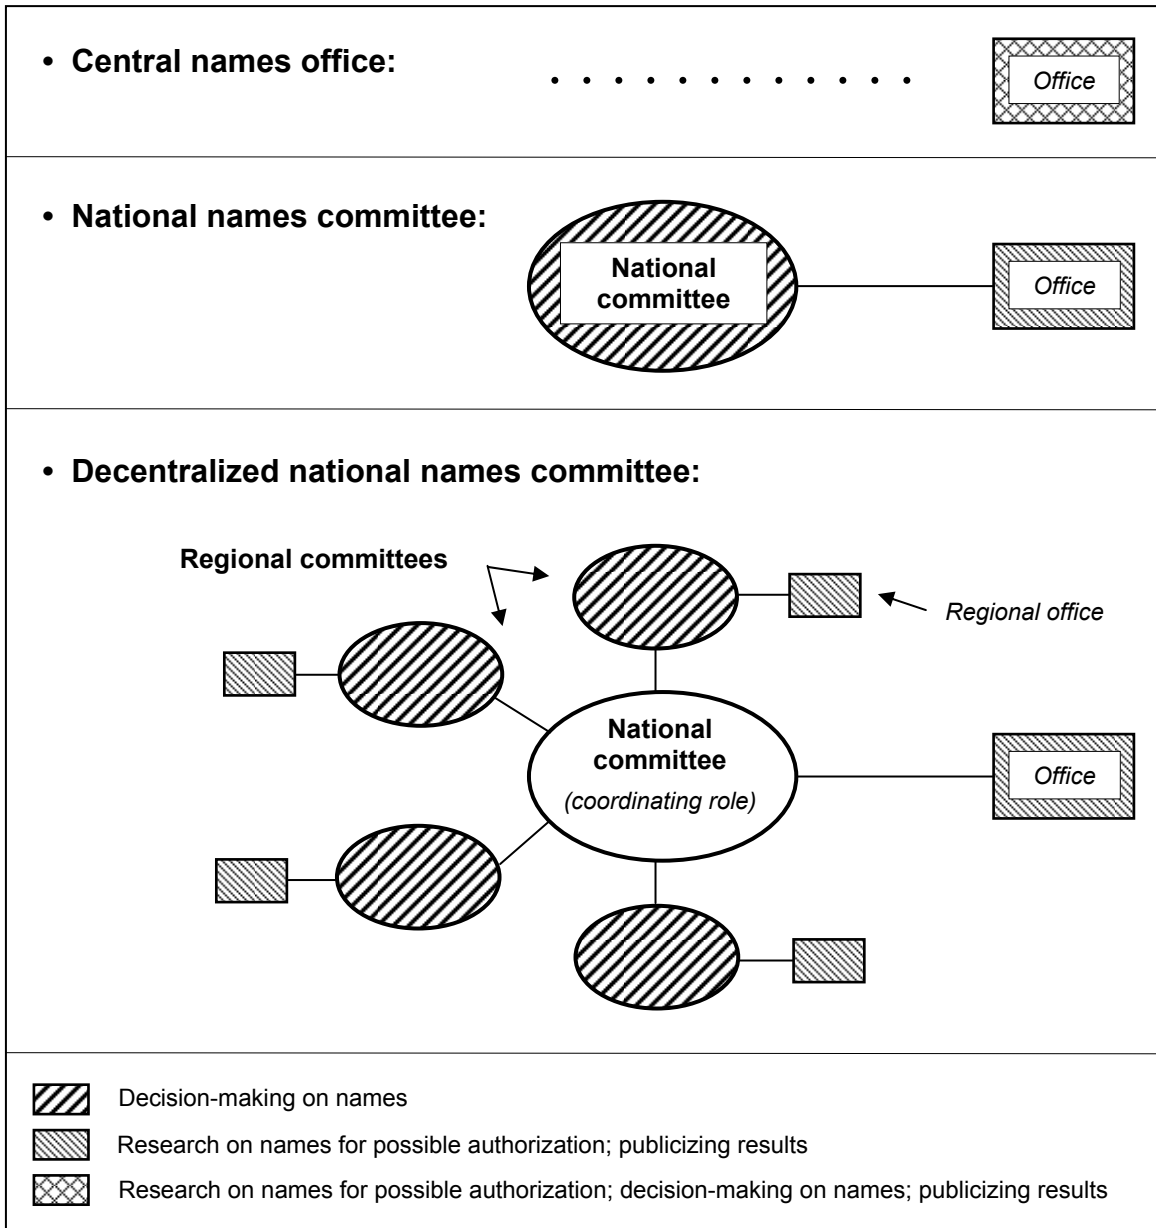 • Central names office:
Office
• National names committee:
National
committee
Office
• Decentralized national names committee:
Regional committees
Regional office
National
committee
(coordinating role)
Office
Decision-making on names
Research on names for possible authorization; publicizing results
Research on names for possible authorization; decision-making on names; publicizing results